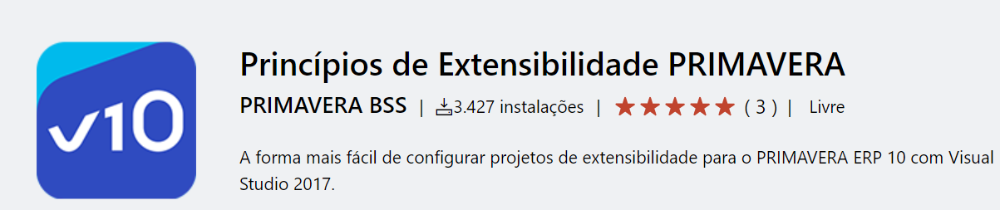 Princípios de Extensibilidade PRIMAVERA
v10
PRIMAVERA BSS | 3.427 instalações | ( 3 ) | Livre
A forma mais fácil de configurar projetos de extensibilidade para o PRIMAVERA ERP 10 com Visual
Studio 2017.